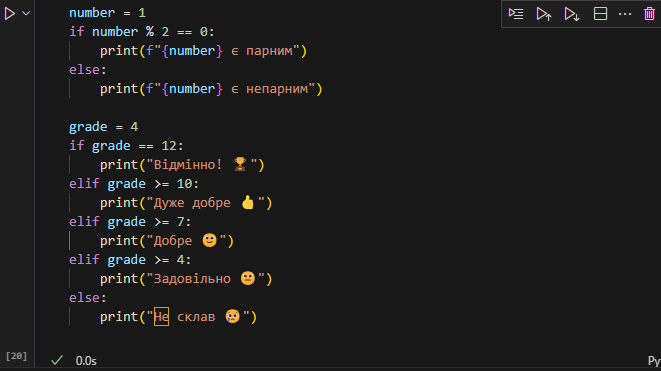 number = 1
if number % 2 == 0:
    print(f"{number} є парним")
else:
    print(f"{number} є непарним")

grade = 4
if grade == 12:
    print("Відмінно! 🏆")
elif grade >= 10:
    print("Дуже добре 👍")
elif grade >= 7:
    print("Добре 🙂")
elif grade >= 4:
    print("Задовільно 😐")
else:
    print("Не склав 😢")
[20]
0.0s
Py